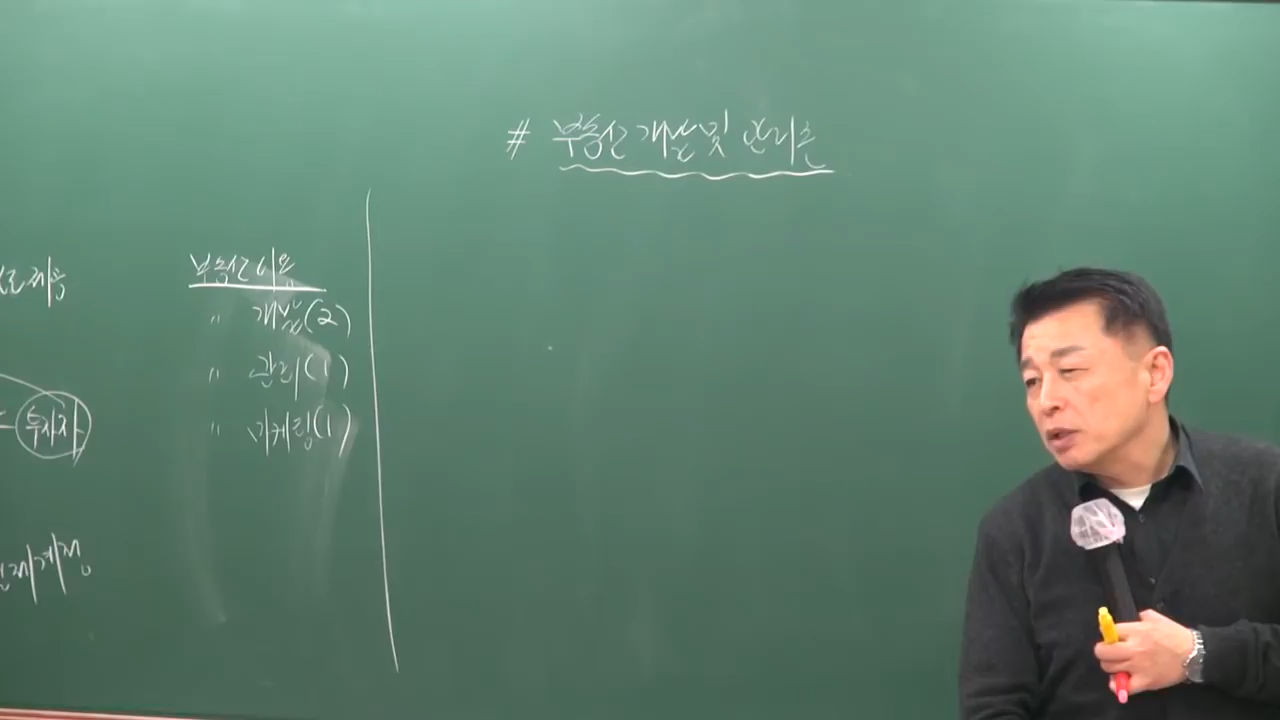 # 부동산 개발 및 관리론
부동산 이용
" 개발(2)
" 관리(1)
" 마케팅(1)
투자자